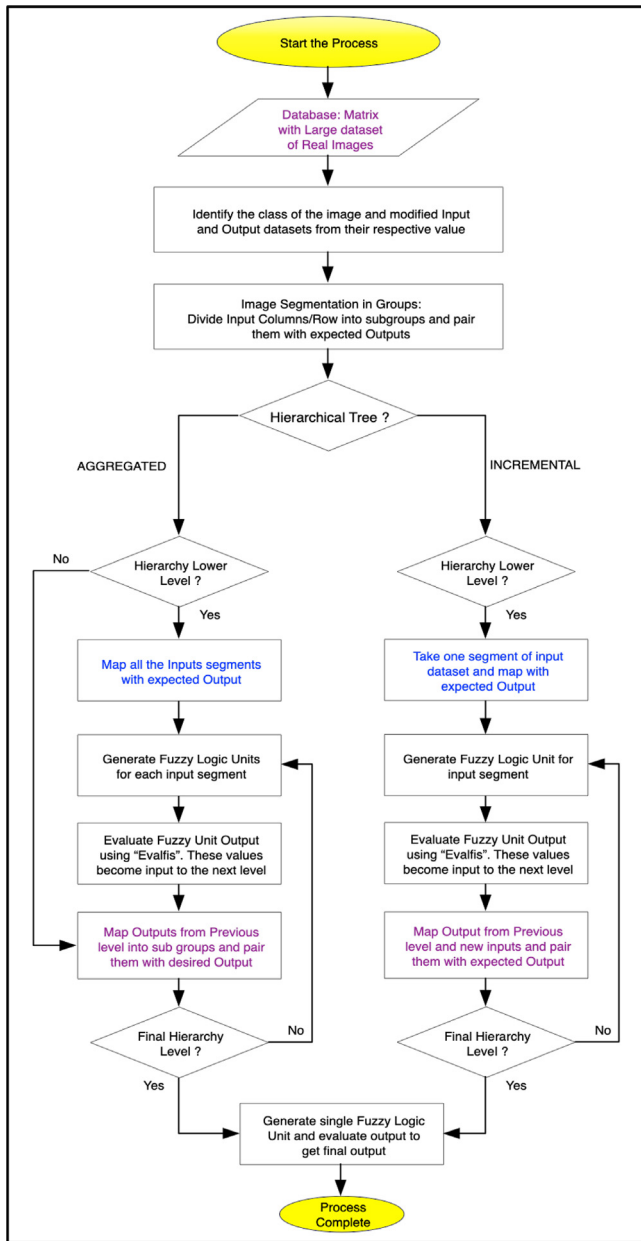 Start the Process
Database: Matrix
with Large dataset
of Real Images
Identify the class of the image and modified Input
and Output datasets from their respective value
Image Segmentation in Groups:
Divide Input Columns/Row into subgroups and pair
them with expected Outputs
Hierarchical Tree ?
AGGREGATED
INCREMENTAL
No
Hierarchy Lower
Level ?
Yes
Map all the Inputs segments
with expected Output
Generate Fuzzy Logic Units
for each input segment
Evaluate Fuzzy Unit Output
using “Evalfis”. These values
become input to the next level
Map Outputs from Previous
level into sub groups and pair
them with desired Output
Final Hierarchy
Level ?
No
Yes
Hierarchy Lower
Level ?
Yes
Take one segment of input
dataset and map with
expected Output
Generate Fuzzy Logic Unit for
input segment
Evaluate Fuzzy Unit Output
using “Evalfis”. These values
become input to the next level
Map Output from Previous
level and new inputs and pair
them with expected Output
Final Hierarchy
Level ?
No
Yes
Generate single Fuzzy Logic
Unit and evaluate output to
get final output
Process
Complete